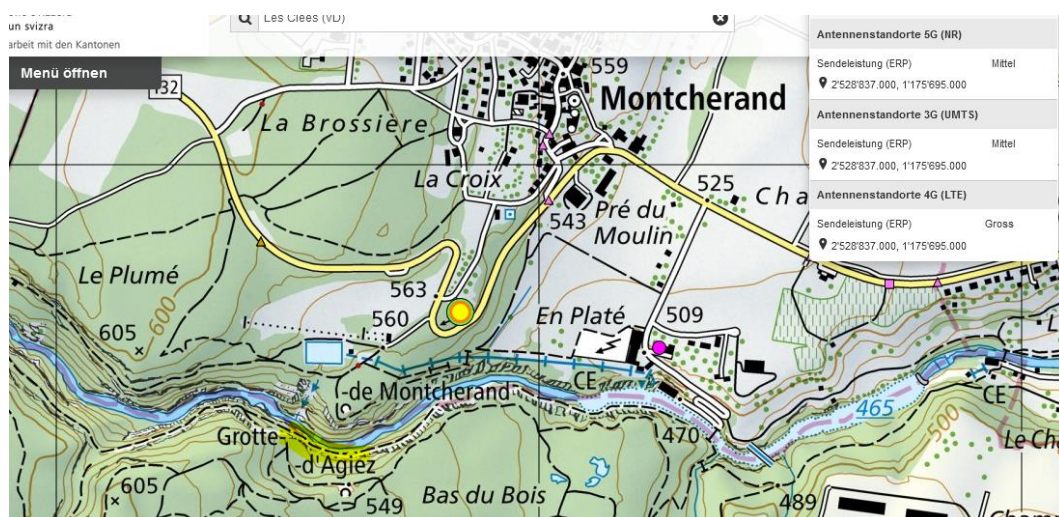 un svizra
arbeit mit den Kantonen
Les Clées (VD)
Menü öffnen
Antennenstandorte 5G (NR)
Sendeleistung (ERP) Mittel
2'528'837.000, 1'175'695.000
Antennenstandorte 3G (UMTS)
Sendeleistung (ERP) Mittel
2'528'837.000, 1'175'695.000
Antennenstandorte 4G (LTE)
Sendeleistung (ERP) Gross
2'528'837.000, 1'175'695.000
559
132
Montcherand
La Brossière
La Croix
525
Cha
543
Pré du
Moulin
Le Plumé
563
600
560
En Platé
509
605
-de Montcherand
CE
465
CE
500
Grotte-
-d'Agiez
470
Le Cha
605
549
Bas du Bois
489